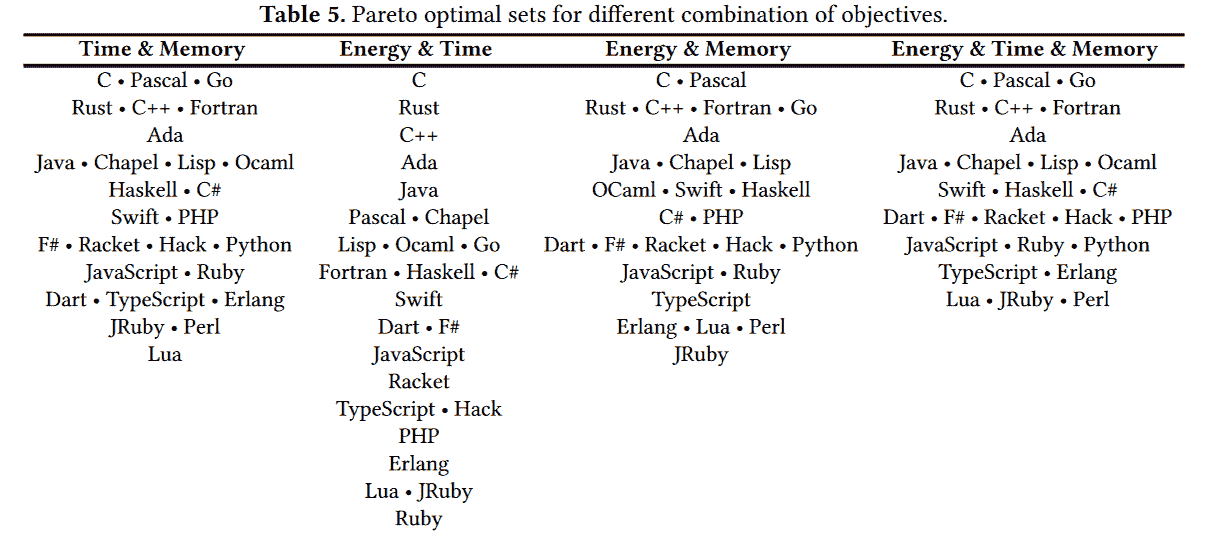 Table 5. Pareto optimal sets for different combination of objectives.
Time & Memory Energy & Time Energy & Memory Energy & Time & Memory
C • Pascal • Go C C • Pascal C • Pascal • Go
Rust • C++ • Fortran Rust Rust • C++ • Fortran • Go Rust • C++ • Fortran
Ada C++ Ada Ada
Java • Chapel • Lisp • Ocaml Ada Java • Chapel • Lisp Java • Chapel • Lisp • Ocaml
Haskell • C# Java OCaml • Swift • Haskell Swift • Haskell • C#
Swift • PHP Pascal • Chapel C# • PHP Dart • F# • Racket • Hack • PHP
F# • Racket • Hack • Python Lisp • Ocaml • Go Dart • F# • Racket • Hack • Python JavaScript • Ruby • Python
JavaScript • Ruby Fortran • Haskell • C# JavaScript • Ruby TypeScript • Erlang
Dart • TypeScript • Erlang Swift TypeScript Lua • JRuby • Perl
JRuby • Perl Dart • F# Erlang • Lua • Perl
Lua JavaScript JRuby
Racket
TypeScript • Hack
PHP
Erlang
Lua • JRuby
Ruby